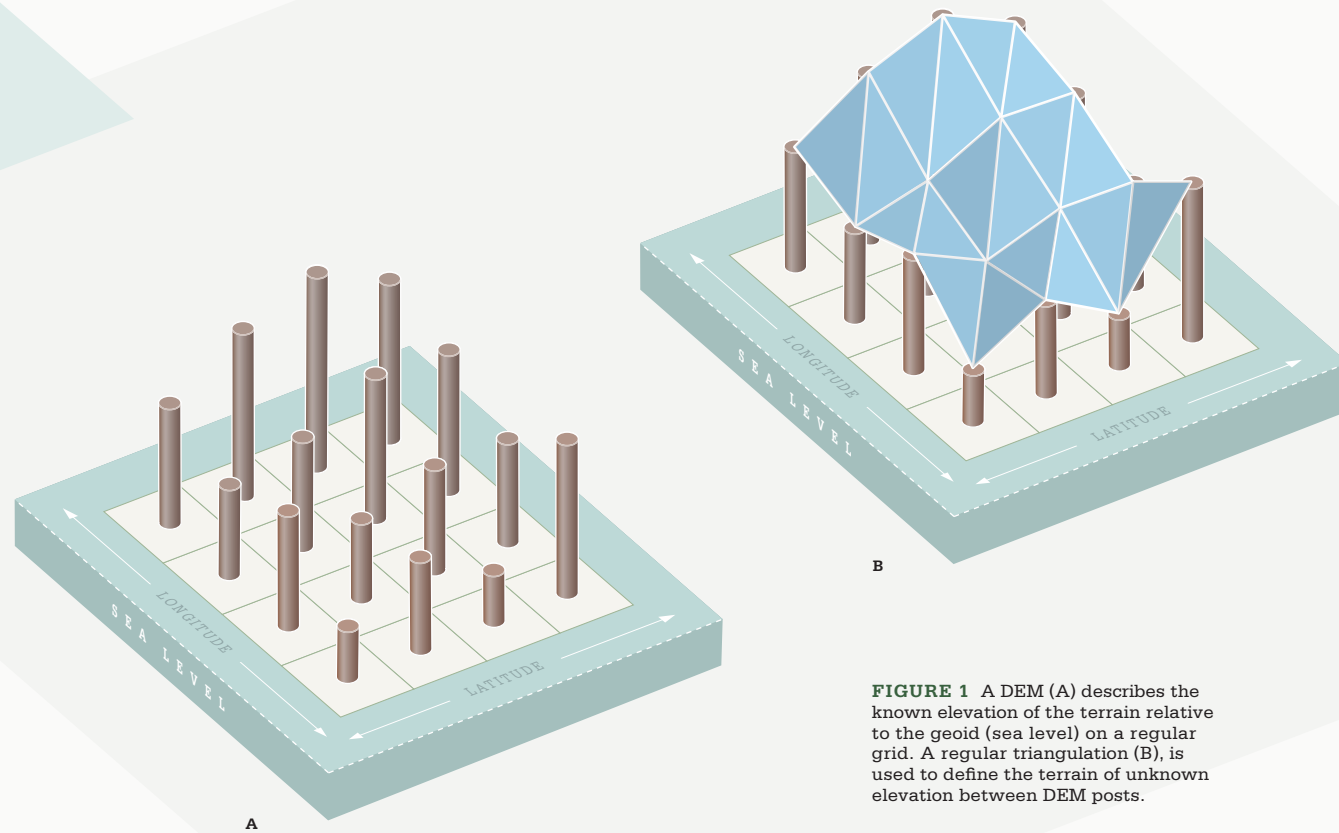 LONGITUDE
SEA LEVEL
LATITUDE
A
LONGITUDE
SEA LEVEL
LATITUDE
B
FIGURE 1 A DEM (A) describes the
known elevation of the terrain relative
to the geoid (sea level) on a regular
grid. A regular triangulation (B), is
used to define the terrain of unknown
elevation between DEM posts.